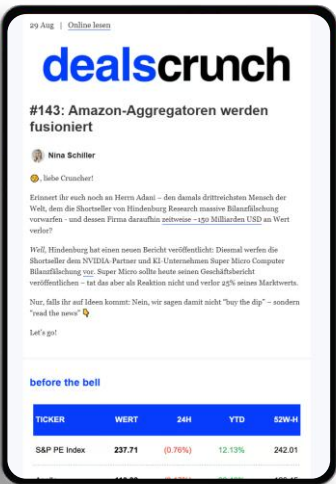 29 Aug | Online lesen
dealscrunch
#143: Amazon-Aggregatoren werden
fusioniert
Nina Schiller
🧐, liebe Cruncher!
Erinnert ihr euch noch an Herrn Adani – den damals drittreichsten Mensch der
Welt, dem die Shortseller von Hindenburg Research massive Bilanzfälschung
vorwarfen - und dessen Firma daraufhin zeitweise ~150 Milliarden USD an Wert
verlor?
Well, Hindenburg hat einen neuen Bericht veröffentlicht: Diesmal werfen die
Shortseller dem NVIDIA-Partner und KI-Unternehmen Super Micro Computer
Bilanzfälschung vor. Super Micro sollte heute seinen Geschäftsbericht
veröffentlichen – tat das aber als Reaktion nicht und verlor 25% seines Marktwerts.
Nur, falls ihr auf Ideen kommt: Nein, wir sagen damit nicht "buy the dip" – sondern
"read the news" 👇
Let's go!
before the bell
TICKER WERT 24H YTD 52W-H
S&P PE Index 237.71 (0.76%) 12.13% 242.01